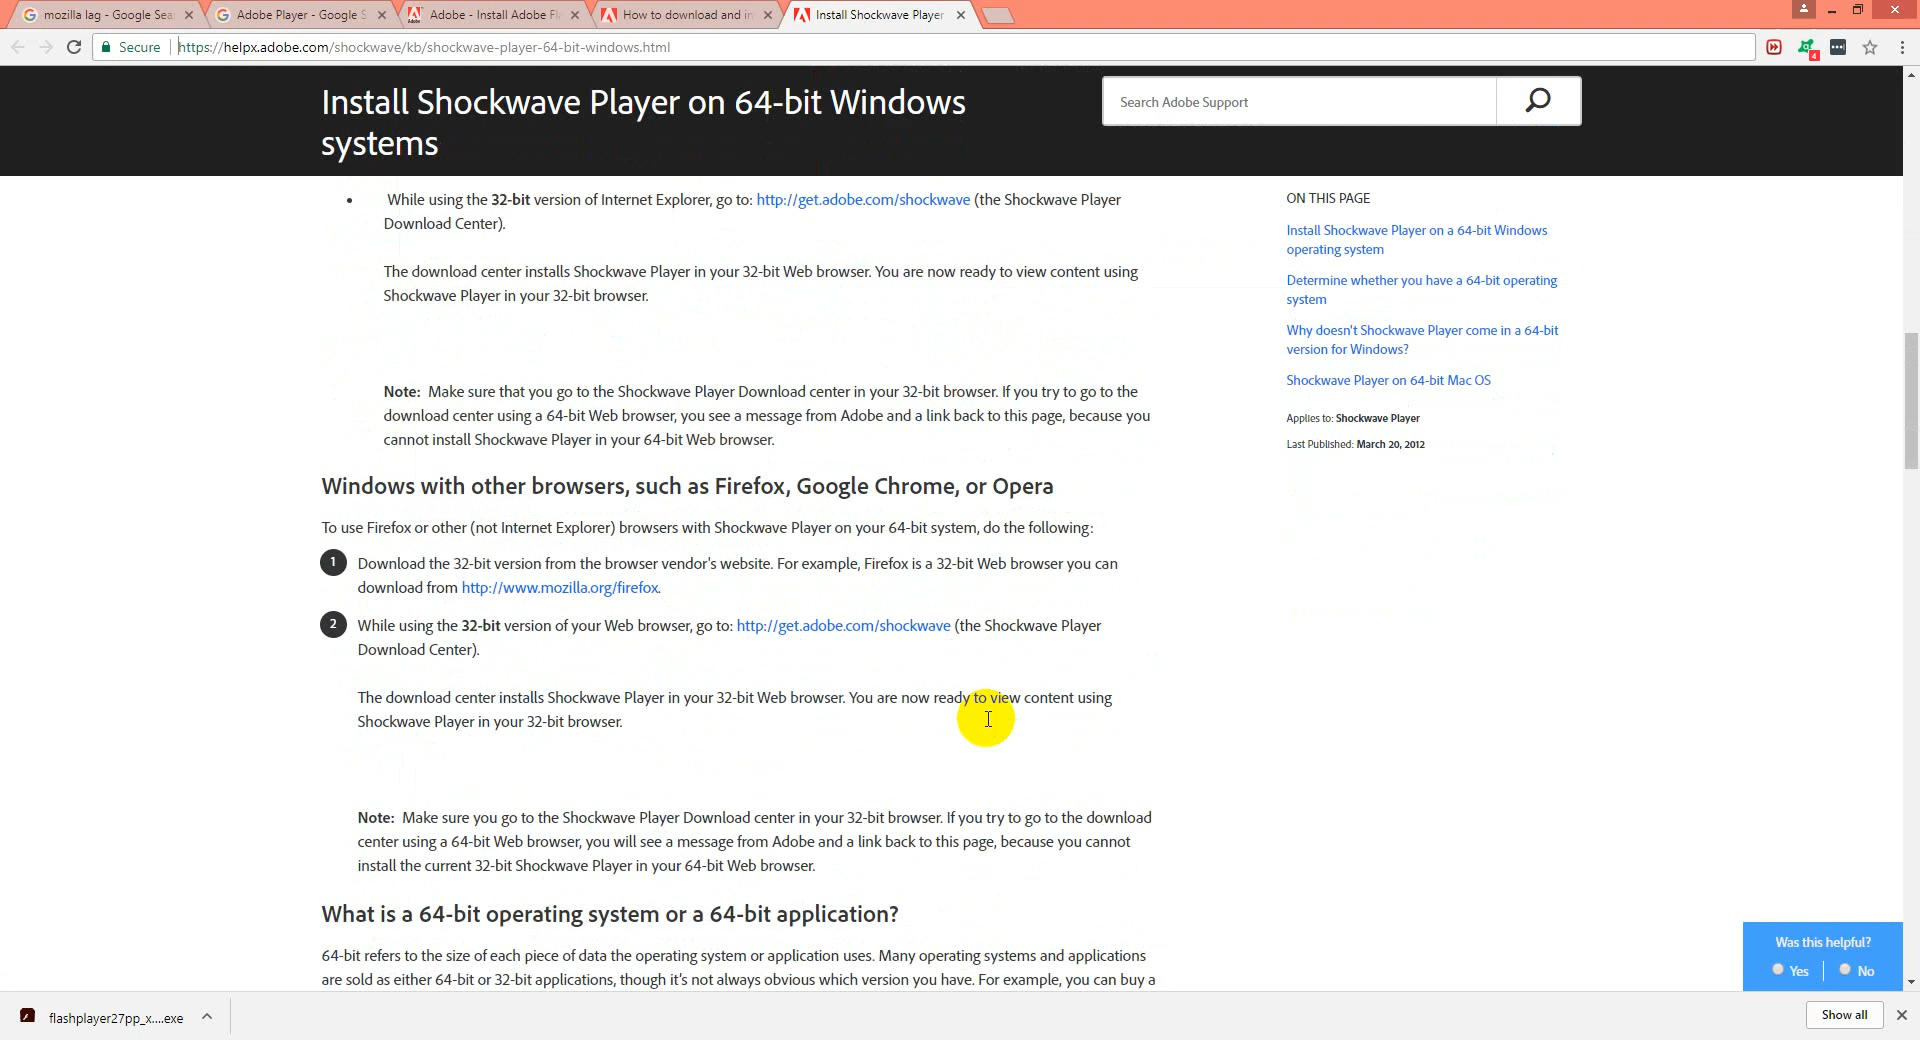 mozilla lag - Google Sea
Adobe Player - Google S
Adobe - Install Adobe Fl
How to download and in
Install Shockwave Player
Secure
https://helpx.adobe.com/shockwave/kb/shockwave-player-64-bit-windows.html
4
Install Shockwave Player on 64-bit Windows
systems
Search Adobe Support
• While using the 32-bit version of Internet Explorer, go to: http://get.adobe.com/shockwave (the Shockwave Player
Download Center).
The download center installs Shockwave Player in your 32-bit Web browser. You are now ready to view content using
Shockwave Player in your 32-bit browser.
Note: Make sure that you go to the Shockwave Player Download center in your 32-bit browser. If you try to go to the
download center using a 64-bit Web browser, you see a message from Adobe and a link back to this page, because you
cannot install Shockwave Player in your 64-bit Web browser.
Windows with other browsers, such as Firefox, Google Chrome, or Opera
To use Firefox or other (not Internet Explorer) browsers with Shockwave Player on your 64-bit system, do the following:
1 Download the 32-bit version from the browser vendor's website. For example, Firefox is a 32-bit Web browser you can
download from http://www.mozilla.org/firefox.
2 While using the 32-bit version of your Web browser, go to: http://get.adobe.com/shockwave (the Shockwave Player
Download Center).
The download center installs Shockwave Player in your 32-bit Web browser. You are now ready to view content using
Shockwave Player in your 32-bit browser.
Note: Make sure you go to the Shockwave Player Download center in your 32-bit browser. If you try to go to the download
center using a 64-bit Web browser, you will see a message from Adobe and a link back to this page, because you cannot
install the current 32-bit Shockwave Player in your 64-bit Web browser.
What is a 64-bit operating system or a 64-bit application?
64-bit refers to the size of each piece of data the operating system or application uses. Many operating systems and applications
are sold as either 64-bit or 32-bit applications, though it's not always obvious which version you have. For example, you can buy a
ON THIS PAGE
Install Shockwave Player on a 64-bit Windows
operating system
Determine whether you have a 64-bit operating
system
Why doesn't Shockwave Player come in a 64-bit
version for Windows?
Shockwave Player on 64-bit Mac OS
Applies to: Shockwave Player
Last Published: March 20, 2012
Was this helpful?
Yes
No
flashplayer27pp_x....exe
Show all